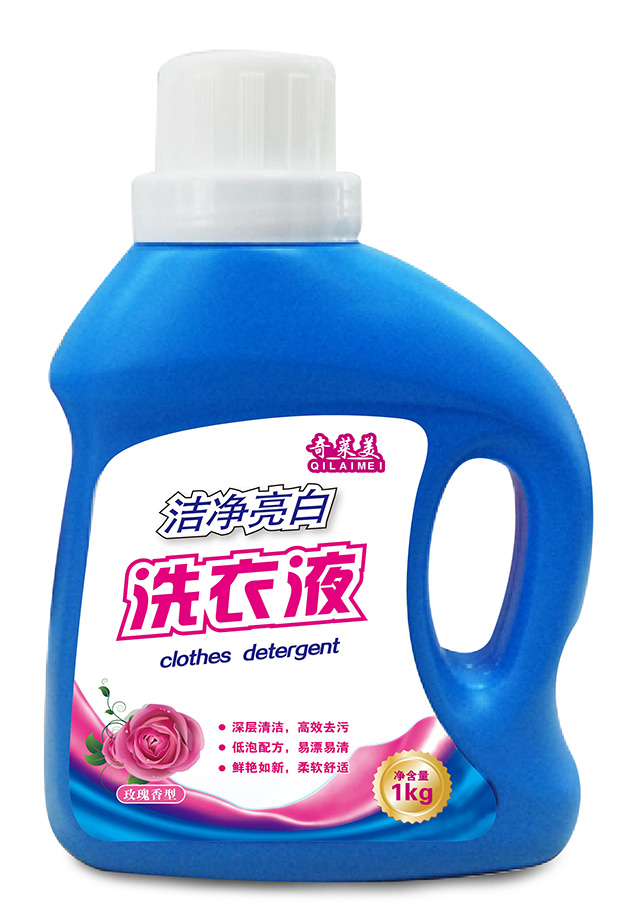 奇莱美
QILAIMEI
洁净亮白
洗衣液
clothes detergent
● 深层清洁，高效去污
● 低泡配方，易漂易清
● 鲜艳如新，柔软舒适
玫瑰香型
净含量
1kg